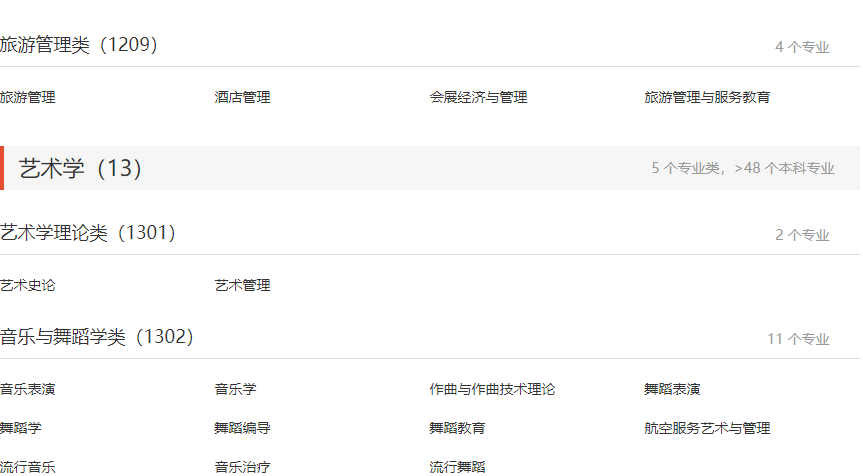 旅游管理类（1209） 4 个专业
旅游管理 酒店管理 会展经济与管理 旅游管理与服务教育
艺术学（13） 5 个专业类，>48 个本科专业
艺术学理论类（1301） 2 个专业
艺术史论 艺术管理
音乐与舞蹈学类（1302） 11 个专业
音乐表演 音乐学 作曲与作曲技术理论 舞蹈表演
舞蹈学 舞蹈编导 舞蹈教育 航空服务艺术与管理
流行音乐 音乐治疗 流行舞蹈